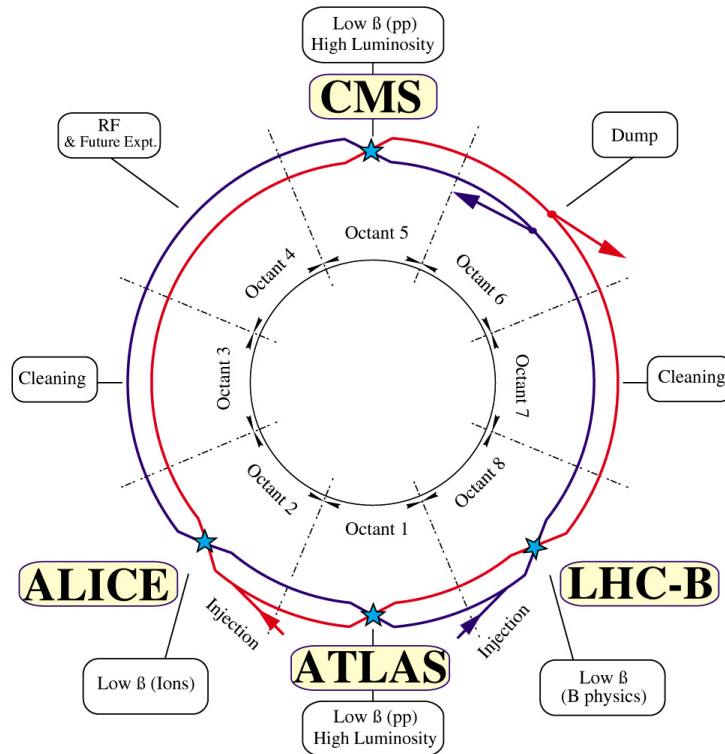 Low ß (pp)
High Luminosity
CMS
RF
& Future Expt.
Dump
Octant 5
Octant 4
Octant 6
Cleaning
Octant 3
Octant 7
Cleaning
Octant 2
Octant 8
Octant 1
ALICE
LHC-B
Injection
Injection
ATLAS
Low ß (Ions)
Low ß
(B physics)
Low ß (pp)
High Luminosity